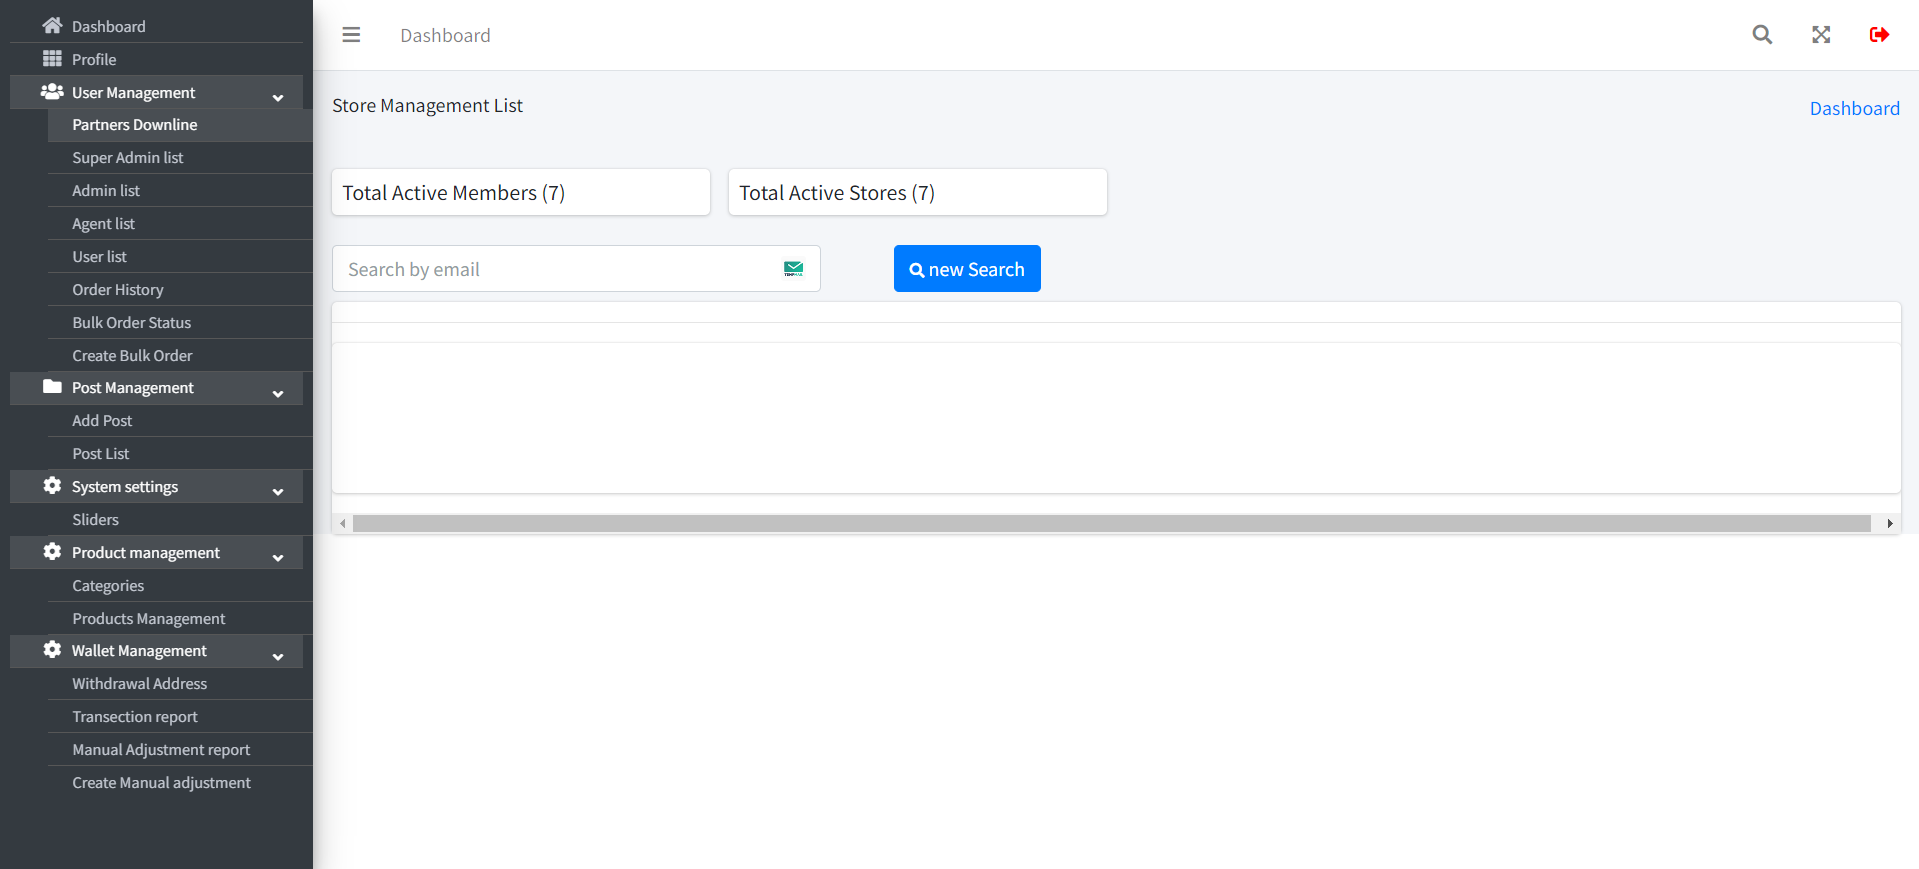 Dashboard
Profile
User Management
Partners Downline
Super Admin list
Admin list
Agent list
User list
Order History
Bulk Order Status
Create Bulk Order
Post Management
Add Post
Post List
System settings
Sliders
Product management
Categories
Products Management
Wallet Management
Withdrawal Address
Transection report
Manual Adjustment report
Create Manual adjustment
Dashboard
Store Management List
Dashboard
Total Active Members (7)
Total Active Stores (7)
Search by email
new Search